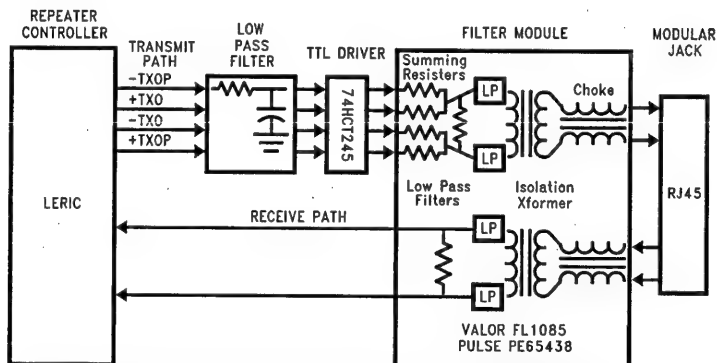 REPEATER
CONTROLLER
TRANSMIT
PATH
LOW
PASS
FILTER
TTL DRIVER
FILTER MODULE
MODULAR
JACK
-TXOP
+TXO
-TXO
+TXOP
74HCT245
Summing
Resisters
LP
LP
Choke
LERIC
RJ45
RECEIVE PATH
Low Pass
Filters
Isolation
Xformer
LP
LP
VALOR FL1085
PULSE PE65438